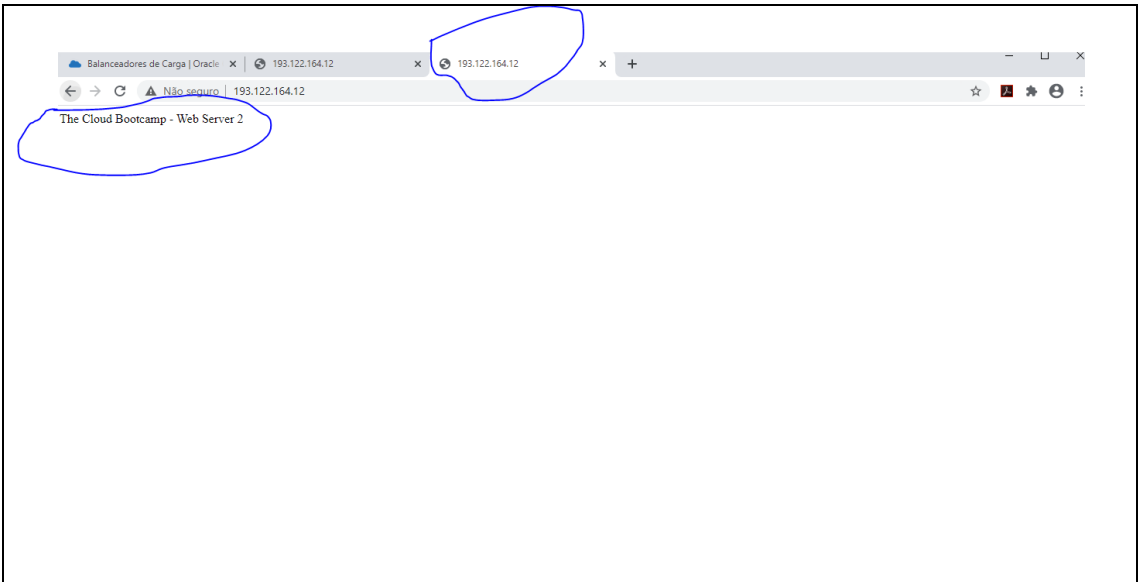 Balanceadores de Carga | Oracle
193.122.164.12
193.122.164.12
Não seguro | 193.122.164.12
The Cloud Bootcamp - Web Server 2